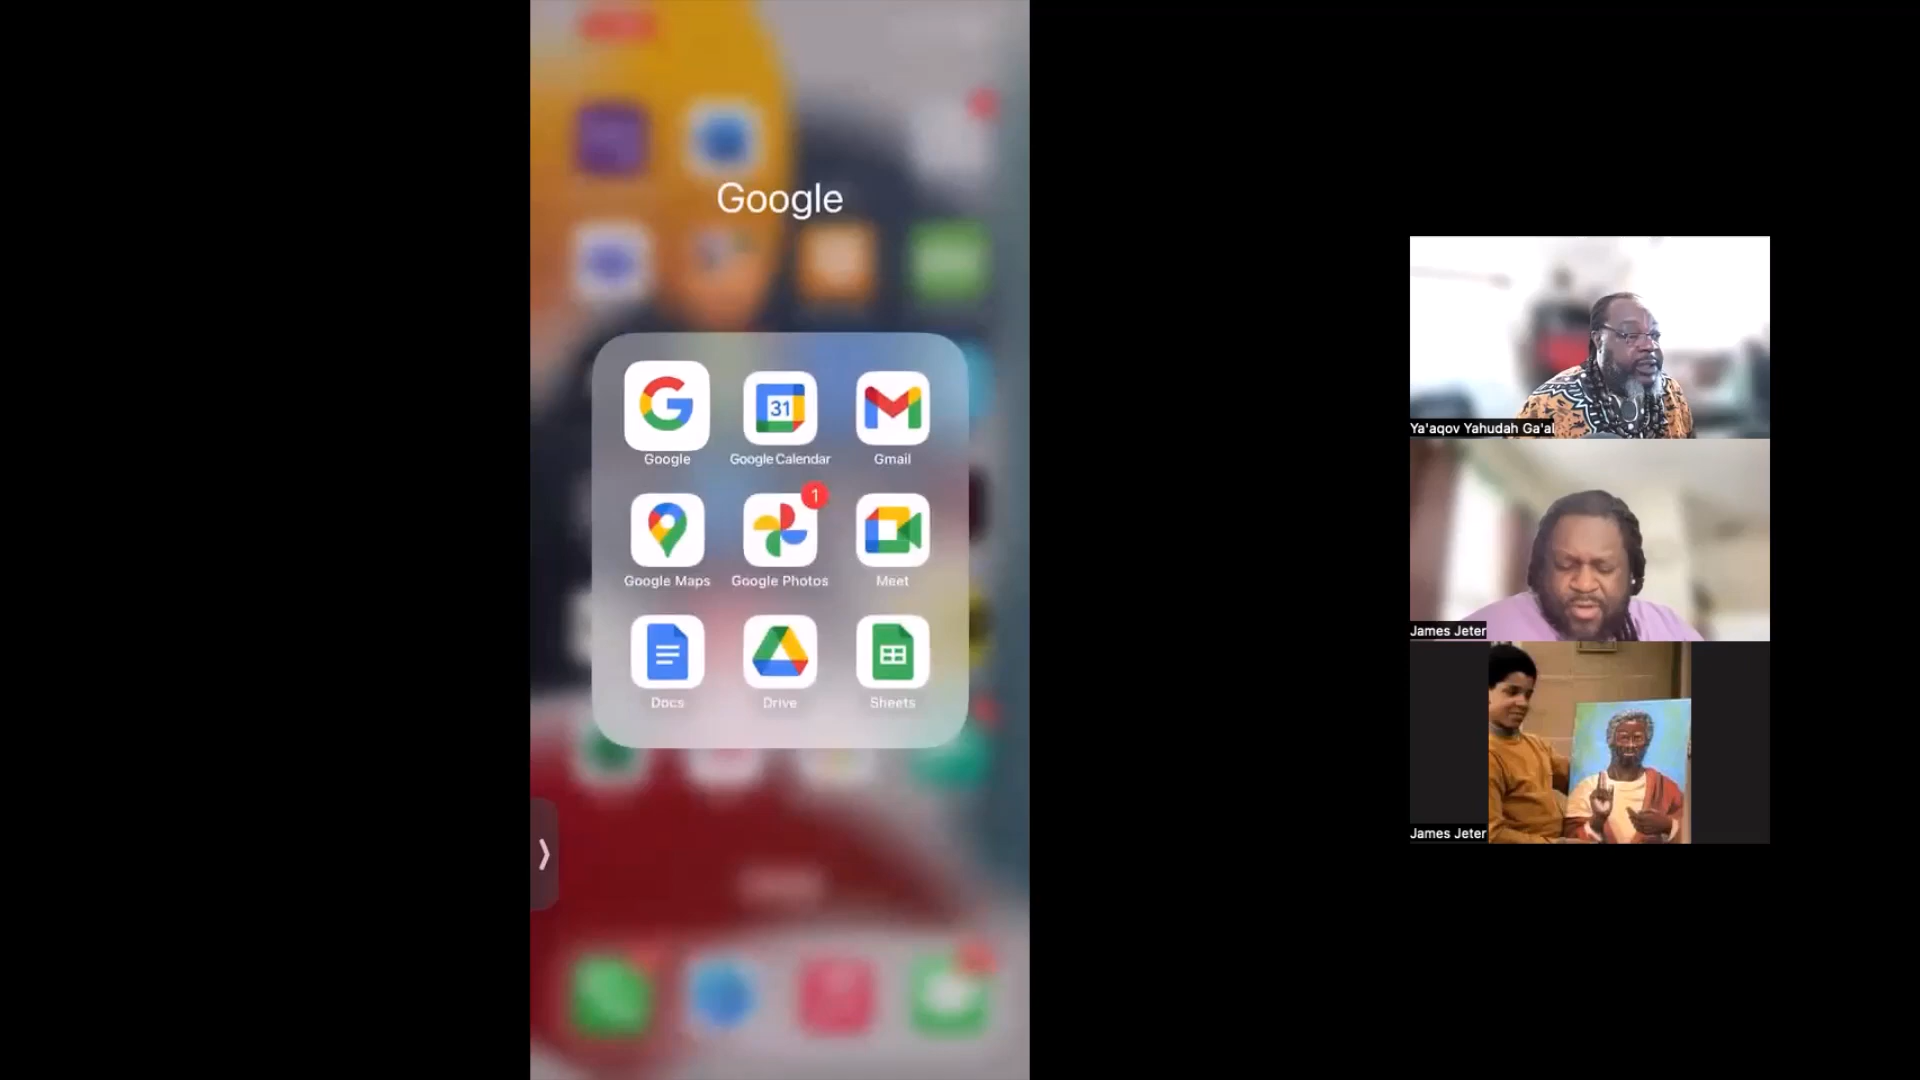 Google
31
Google
Google Calendar
Gmail
1
Google Maps
Google Photos
Meet
Docs
Drive
Sheets
Ya'aqov Yahudah Ga'al
James Jeter
James Jeter